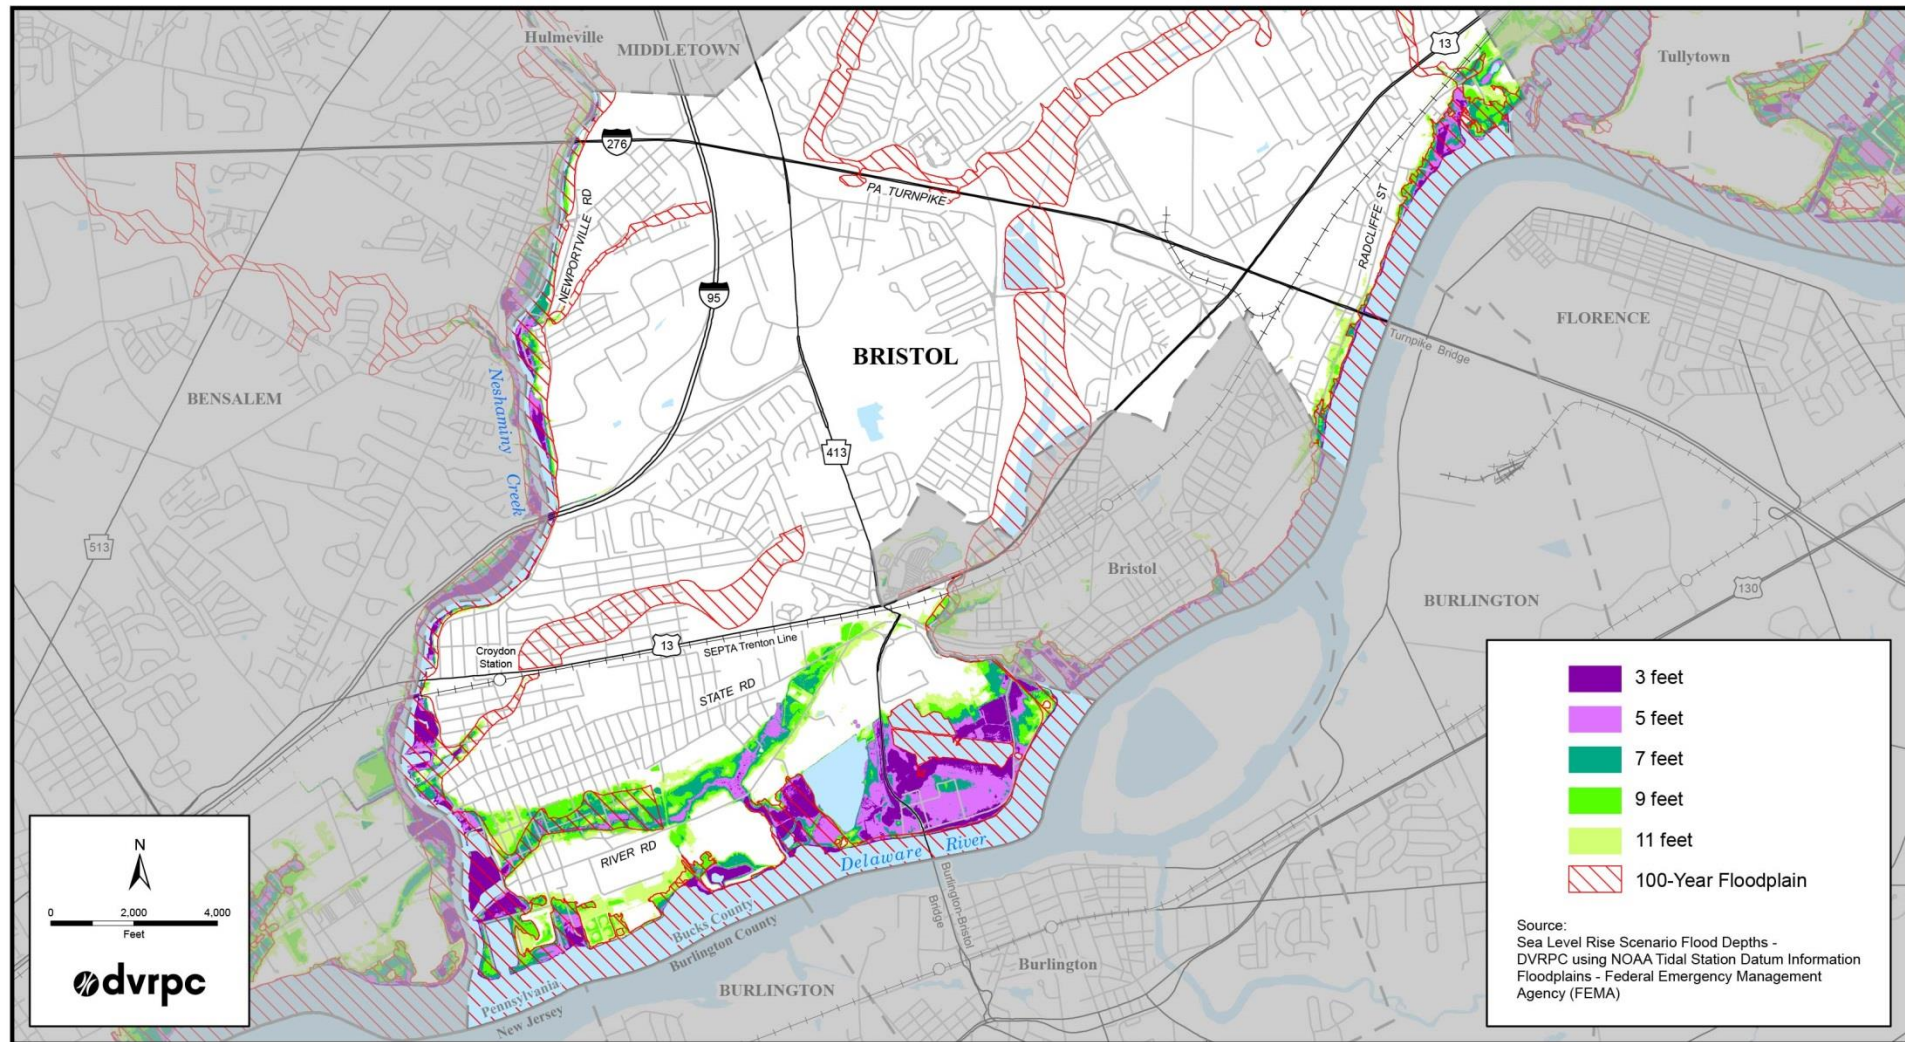 Hulmeville
MIDDLETOWN
13
Tullytown
276
PA TURNPIKE
NEWPORTVILLE RD
RADCLIFFE ST
95
FLORENCE
Turnpike Bridge
BRISTOL
BENSALEM
Neshaminy Creek
413
513
Bristol
130
BURLINGTON
Croydon
Station
13
SEPTA Trenton Line
STATE RD
RIVER RD
Delaware River
Bucks County
Burlington County
Burlington-Bristol
Bridge
Burlington
BURLINGTON
Pennsylvania
New Jersey
N
0 2,000 4,000
Feet
dvrpc
3 feet
5 feet
7 feet
9 feet
11 feet
100-Year Floodplain
Source:
Sea Level Rise Scenario Flood Depths -
DVRPC using NOAA Tidal Station Datum Information
Floodplains - Federal Emergency Management
Agency (FEMA)